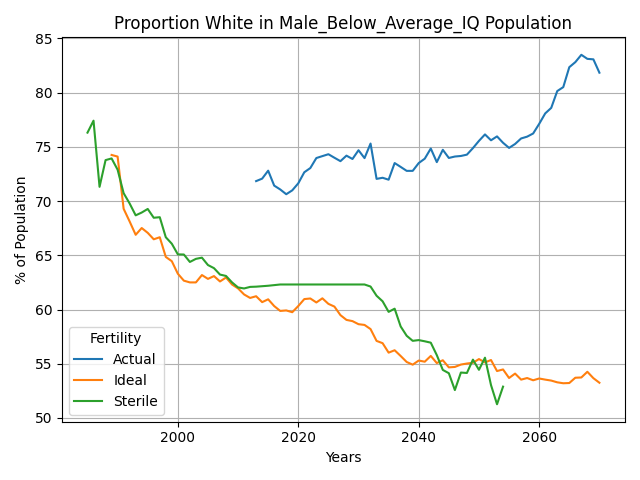 Proportion White in Male_Below_Average_IQ Population
% of Population
85
80
75
70
65
60
55
50
Fertility
Actual
Ideal
Sterile
2000
2020
2040
2060
Years